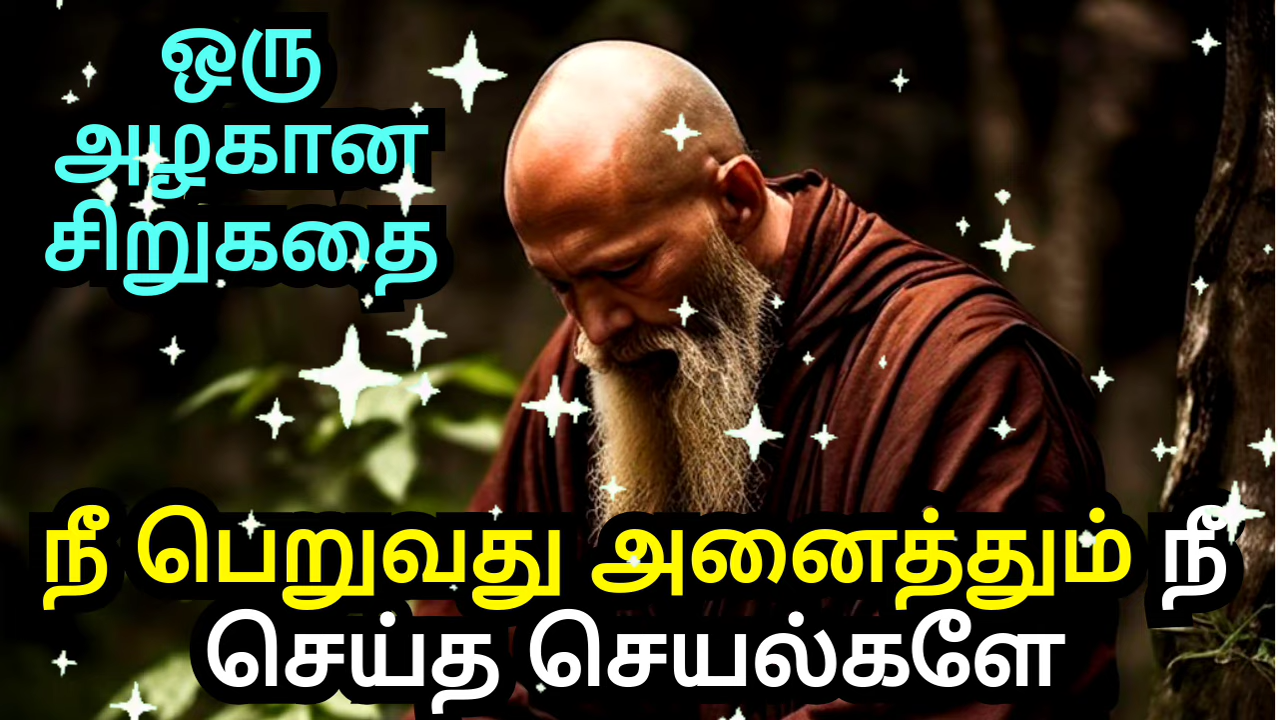 ஒரு
அழகான
சிறுகதை
நீ பெறுவது அனைத்தும் நீ
செய்த செயல்களே